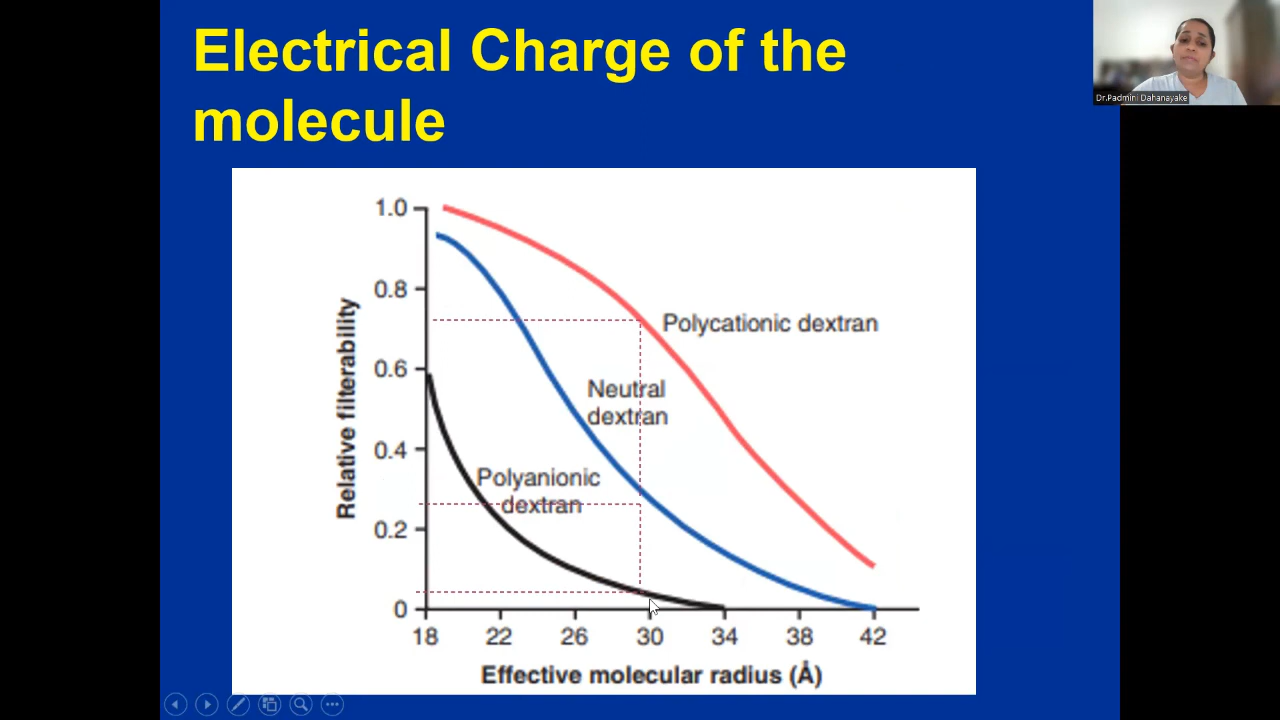 Electrical Charge of the
molecule
Dr.Padmini Dahanayake
1.0
0.8
0.6
0.4
0.2
0
Relative filterability
Polycationic dextran
Neutral
dextran
Polyanionic
dextran
18 22 26 30 34 38 42
Effective molecular radius (Å)